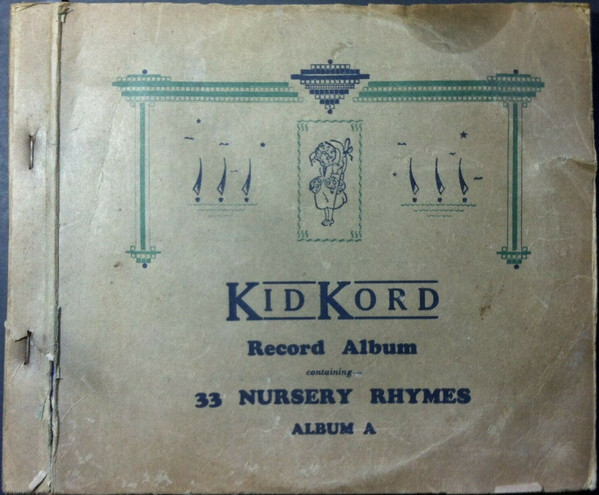 KIDKORD
Record Album
containing—
33 NURSERY RHYMES
ALBUM A